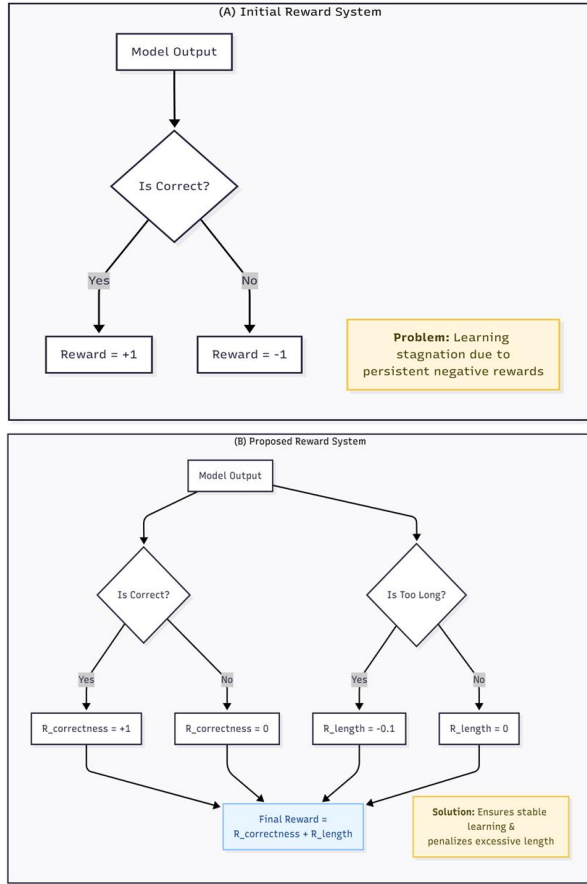 (A) Initial Reward System
Model Output
Is Correct?
Yes
No
Reward = +1
Reward = -1
Problem: Learning
stagnation due to
persistent negative rewards
(B) Proposed Reward System
Model Output
Is Correct?
Is Too Long?
Yes
No
Yes
No
R_correctness = +1
R_correctness = 0
R_length = -0.1
R_length = 0
Final Reward =
R_correctness + R_length
Solution: Ensures stable
learning &
penalizes excessive length